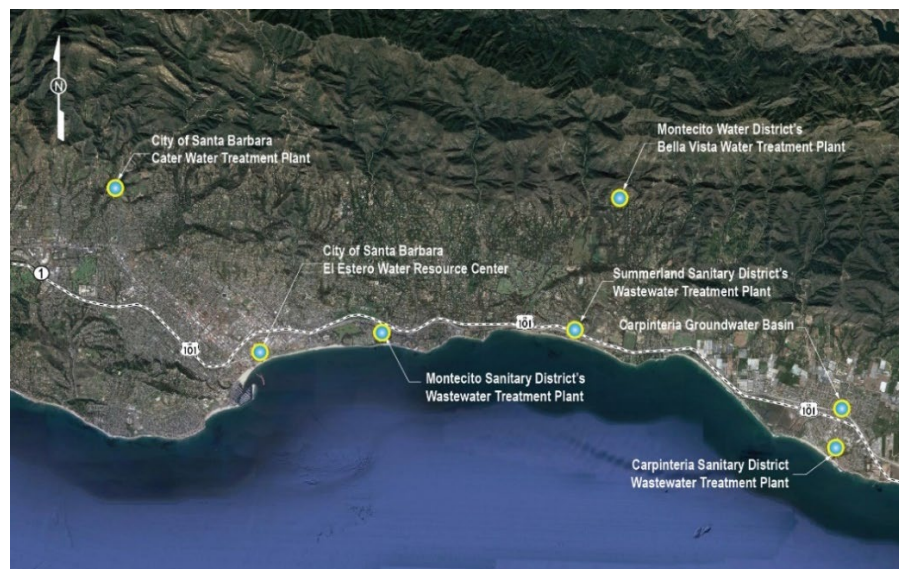 N
City of Santa Barbara
Cater Water Treatment Plant
Montecito Water District's
Bella Vista Water Treatment Plant
City of Santa Barbara
El Estero Water Resource Center
1
Summerland Sanitary District's
Wastewater Treatment Plant
101
Carpinteria Groundwater Basin
101
Montecito Sanitary District's
Wastewater Treatment Plant
101
Carpinteria Sanitary District
Wastewater Treatment Plant